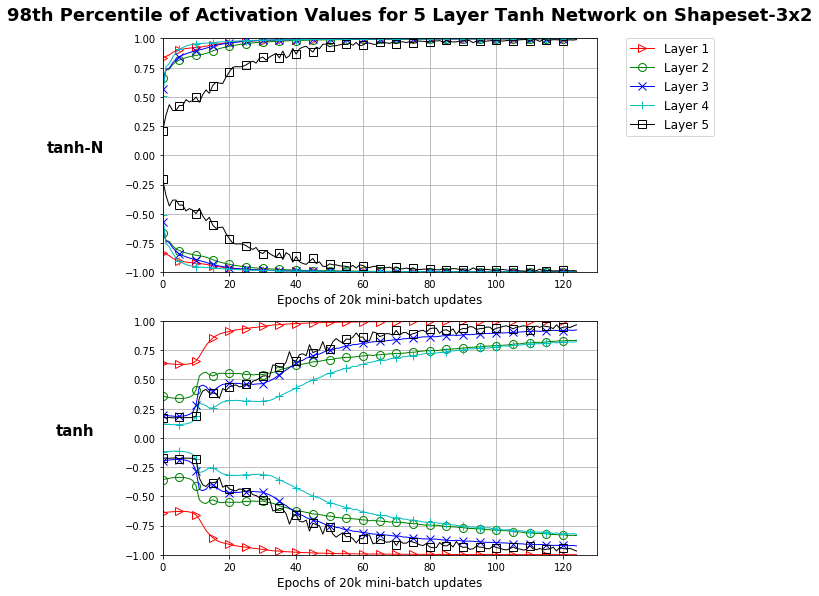 98th Percentile of Activation Values for 5 Layer Tanh Network on Shapeset-3x2
1.00
0.75
0.50
0.25
0.00
−0.25
−0.50
−0.75
−1.00
0 20 40 60 80 100 120
Epochs of 20k mini-batch updates
tanh-N
Layer 1
Layer 2
Layer 3
Layer 4
Layer 5
1.00
0.75
0.50
0.25
0.00
−0.25
−0.50
−0.75
−1.00
0 20 40 60 80 100 120
Epochs of 20k mini-batch updates
tanh